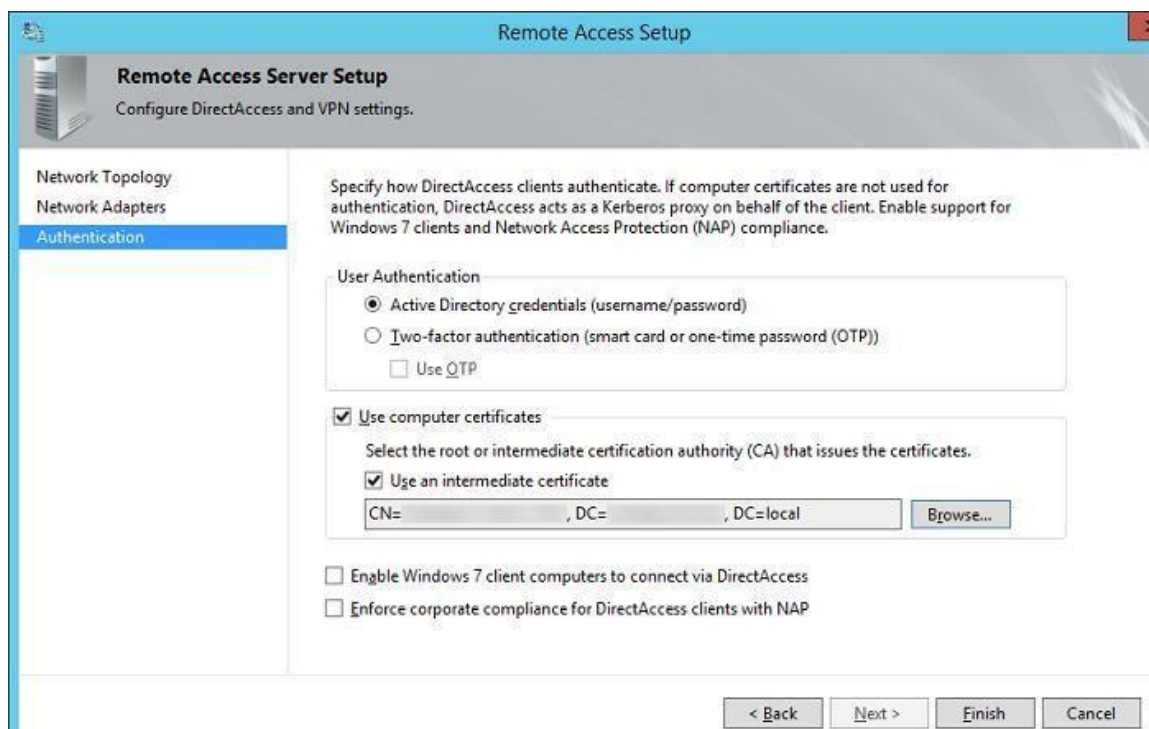 Remote Access Setup
Remote Access Server Setup
Configure DirectAccess and VPN settings.
Network Topology
Network Adapters
Authentication
Specify how DirectAccess clients authenticate. If computer certificates are not used for
authentication, DirectAccess acts as a Kerberos proxy on behalf of the client. Enable support for
Windows 7 clients and Network Access Protection (NAP) compliance.
User Authentication
Active Directory credentials (username/password)
Two-factor authentication (smart card or one-time password (OTP))
Use OTP
Use computer certificates
Select the root or intermediate certification authority (CA) that issues the certificates.
Use an intermediate certificate
CN= , DC= , DC=local
Browse...
Enable Windows 7 client computers to connect via DirectAccess
Enforce corporate compliance for DirectAccess clients with NAP
< Back
Next >
Finish
Cancel